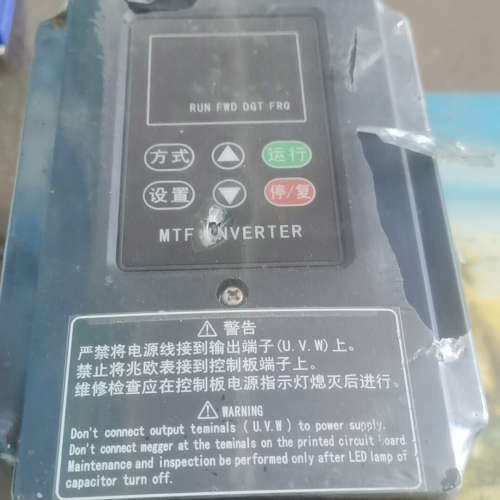 RUN FWD DGT FRQ
方式 运行
设置 停/复
MTF INVERTER
警告
严禁将电源线接到输出端子(U.V.W)上。
禁止将兆欧表接到控制板端子上。
维修检查应在控制板电源指示灯熄灭后进行。
WARNING
Don't connect output teminals ( U.V.W ) to power supply.
Don't connect megger at the teminals on the printed circuit board
Maintenance and inspection be performed only after LED lamp of
capacitor turn off.